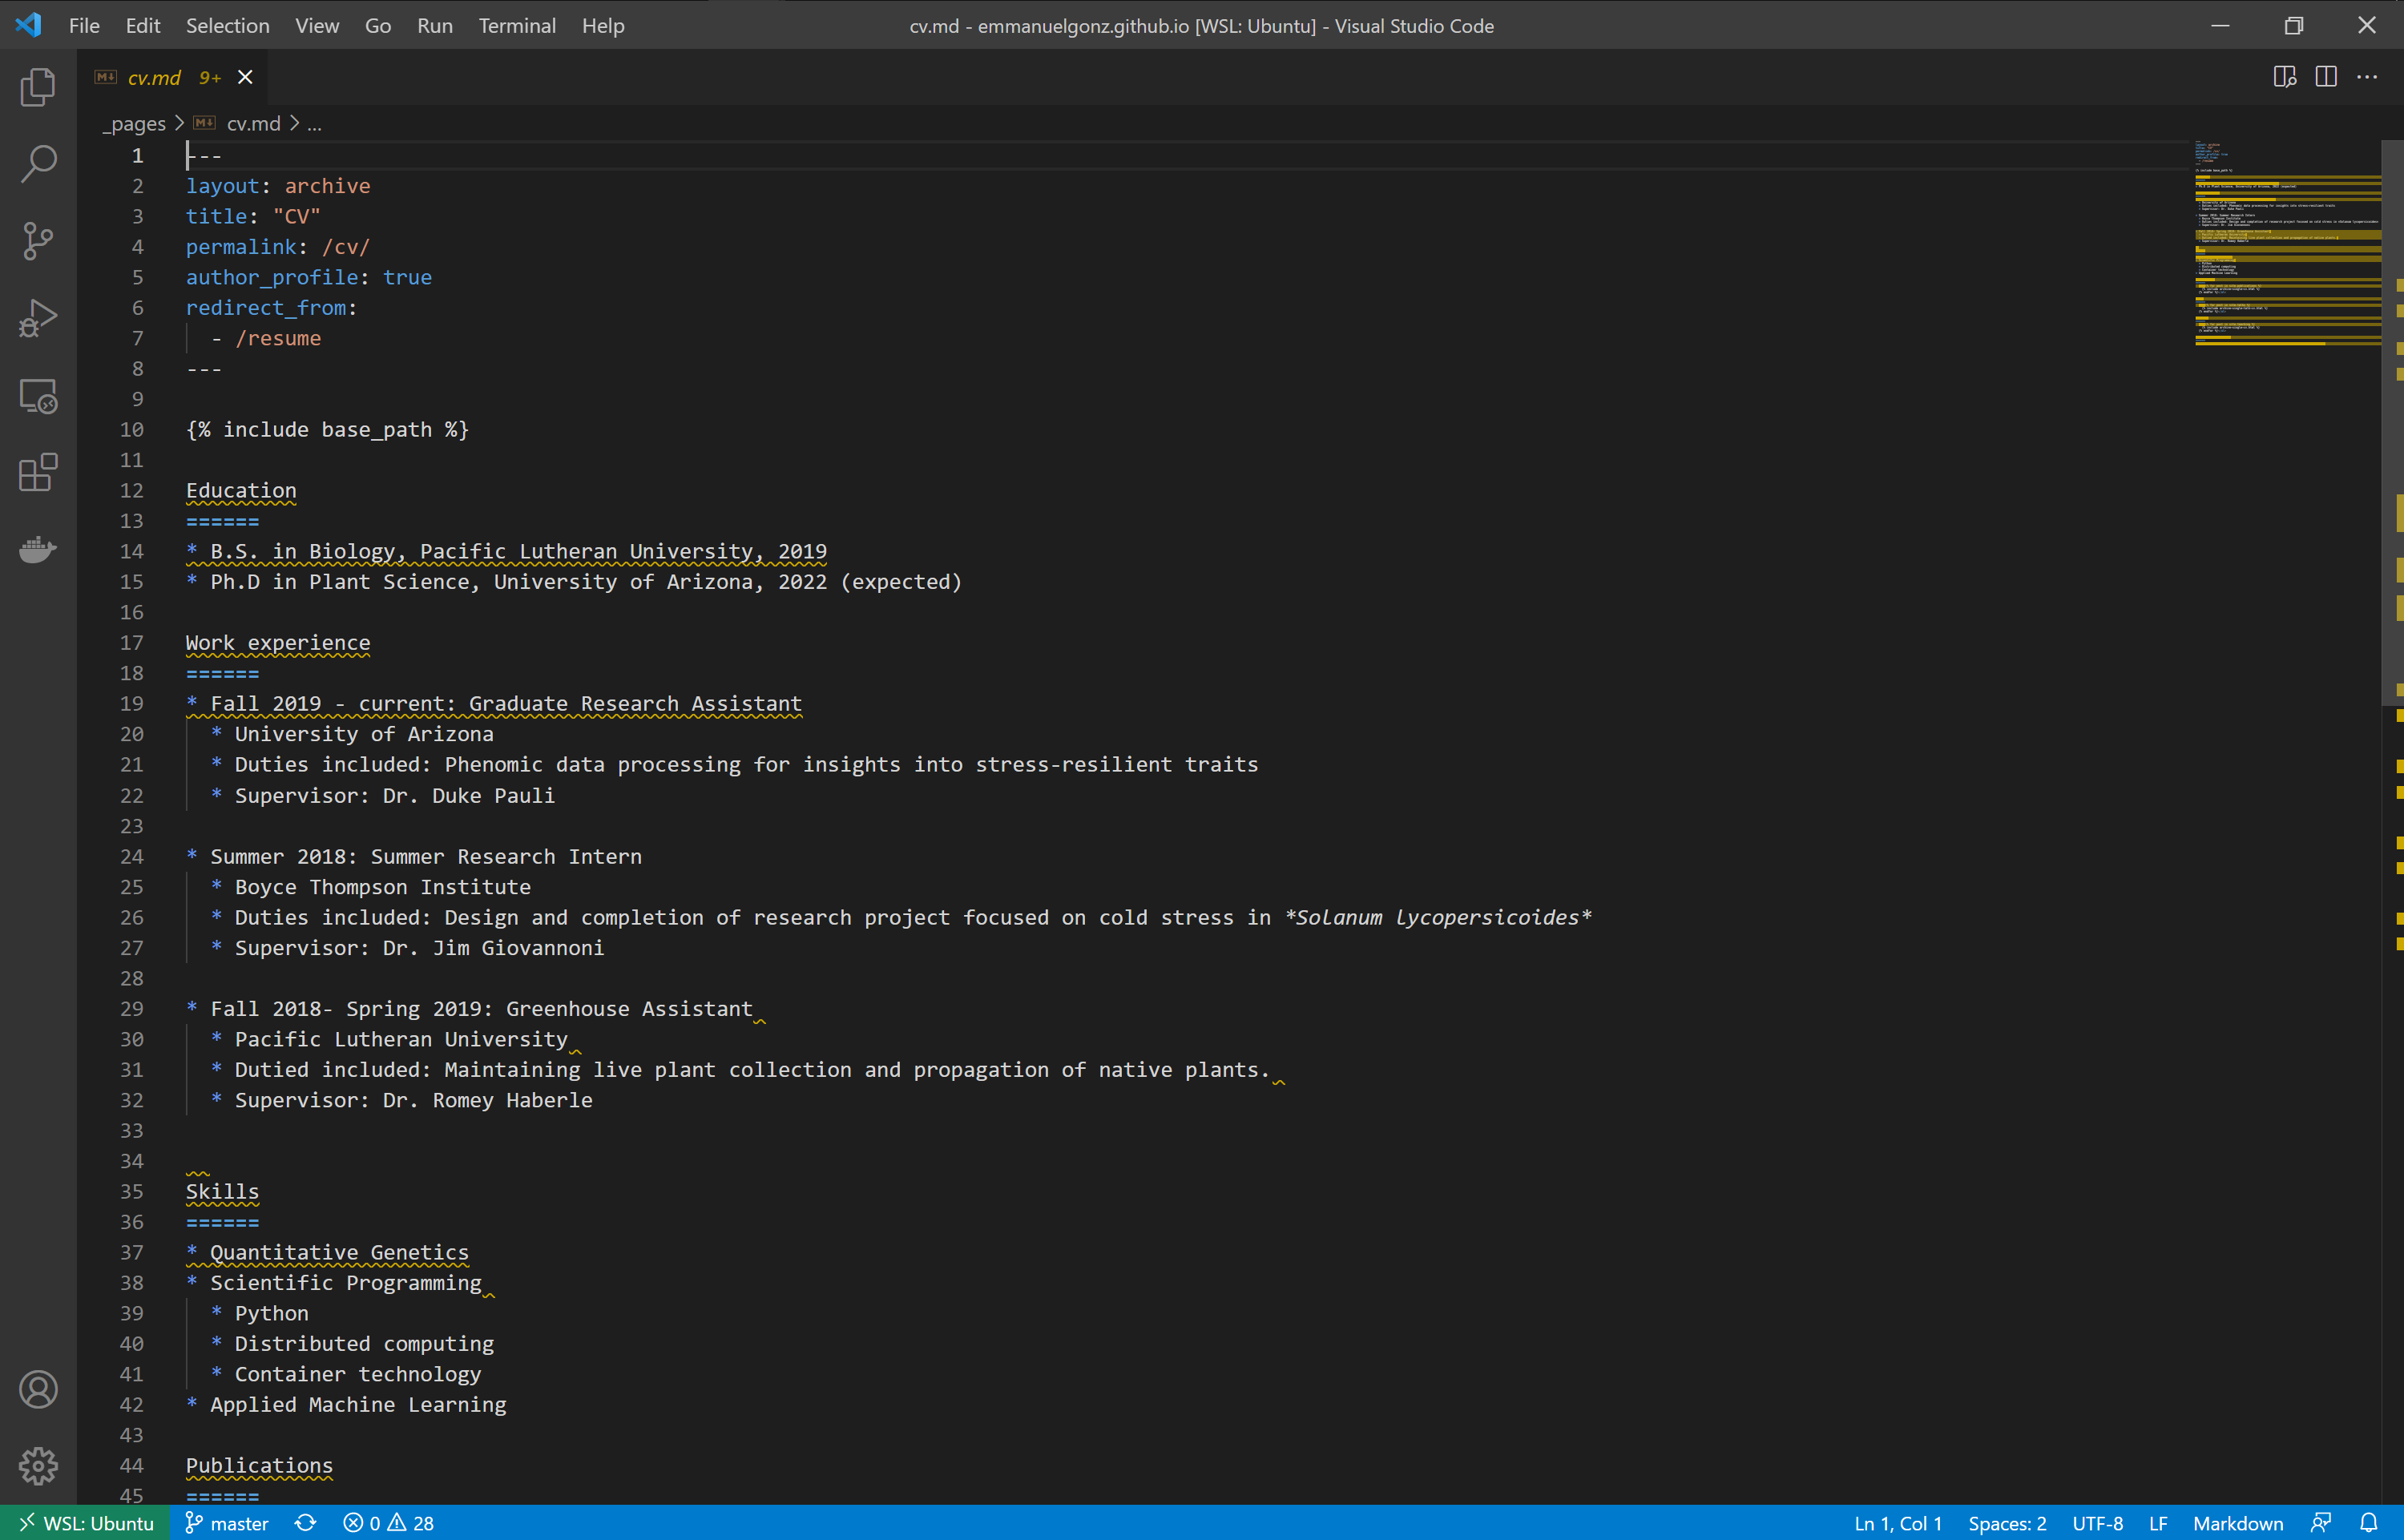 File Edit Selection View Go Run Terminal Help cv.md - emmanuelgonz.github.io [WSL: Ubuntu] - Visual Studio Code
cv.md 9+
_pages > cv.md > ...
1 ---
2 layout: archive
3 title: "CV"
4 permalink: /cv/
5 author_profile: true
6 redirect_from:
7   - /resume
8 ---
9
10 {% include base_path %}
11
12 Education
13 ======
14 * B.S. in Biology, Pacific Lutheran University, 2019
15 * Ph.D in Plant Science, University of Arizona, 2022 (expected)
16
17 Work experience
18 ======
19 * Fall 2019 - current: Graduate Research Assistant
20   * University of Arizona
21   * Duties included: Phenomic data processing for insights into stress-resilient traits
22   * Supervisor: Dr. Duke Pauli
23
24 * Summer 2018: Summer Research Intern
25   * Boyce Thompson Institute
26   * Duties included: Design and completion of research project focused on cold stress in *Solanum lycopersicoides*
27   * Supervisor: Dr. Jim Giovannoni
28
29 * Fall 2018- Spring 2019: Greenhouse Assistant
30   * Pacific Lutheran University
31   * Dutied included: Maintaining live plant collection and propagation of native plants.
32   * Supervisor: Dr. Romey Haberle
33
34
35 Skills
36 ======
37 * Quantitative Genetics
38 * Scientific Programming
39   * Python
40   * Distributed computing
41   * Container technology
42 * Applied Machine Learning
43
44 Publications
45 ======
WSL: Ubuntu master 0 28 Ln 1, Col 1 Spaces: 2 UTF-8 LF Markdown